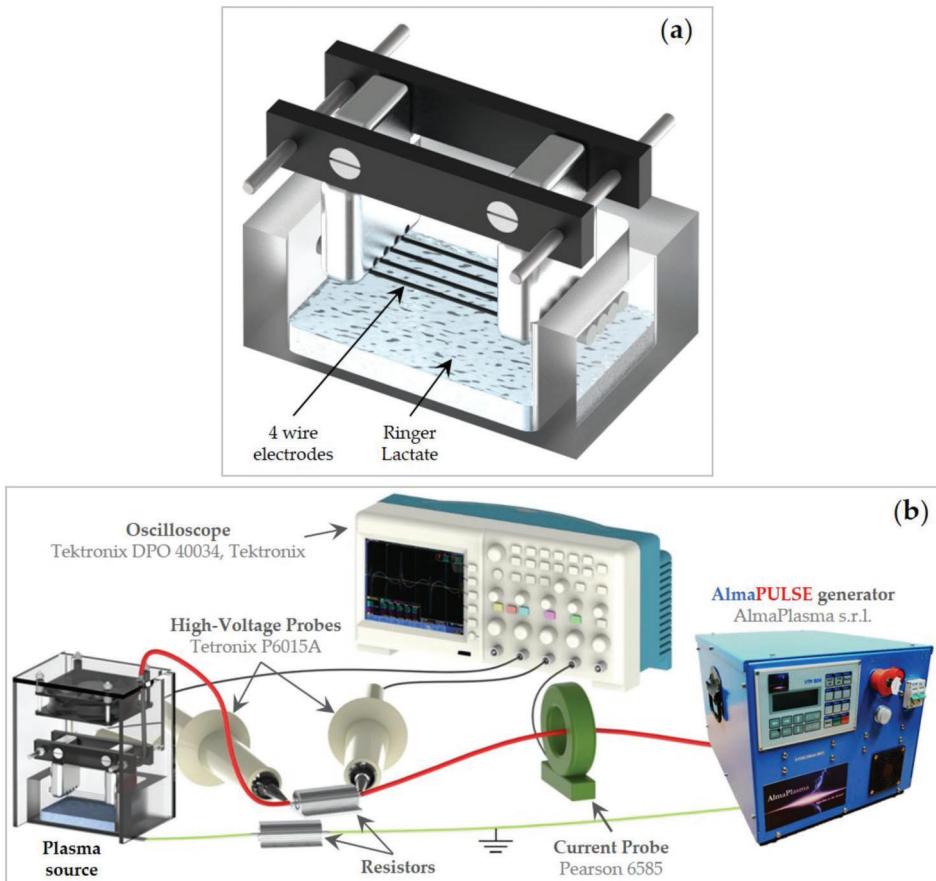 (a)
4 wire
electrodes
Ringer
Lactate
(b)
Oscilloscope
Tektronix DPO 40034, Tektronix
AlmaPULSE generator
AlmaPlasma s.r.l.
High-Voltage Probes
Tetronix P6015A
AlmaPlasma
Plasma
source
Resistors
Current Probe
Pearson 6585